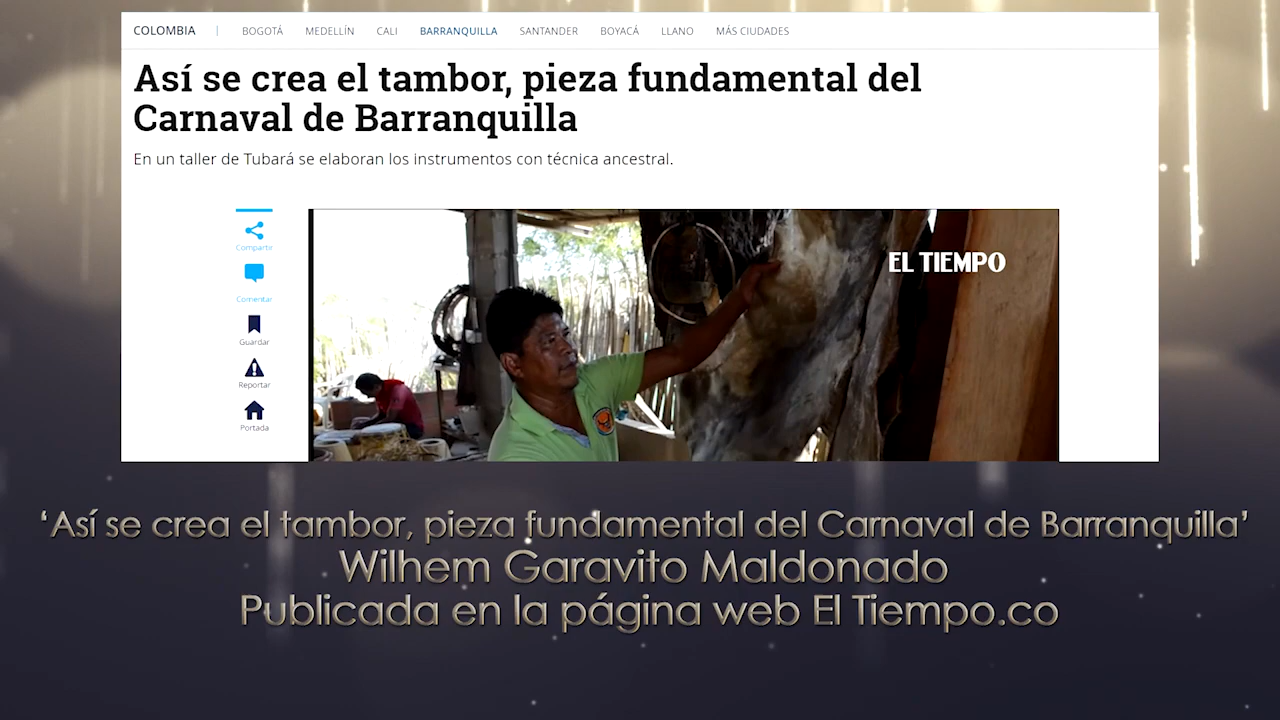 COLOMBIA | BOGOTÁ MEDELLÍN CALI BARRANQUILLA SANTANDER BOYACÁ LLANO MÁS CIUDADES
Así se crea el tambor, pieza fundamental del
Carnaval de Barranquilla
En un taller de Tubará se elaboran los instrumentos con técnica ancestral.
Compartir
Comentar
Guardar
Reportar
Portada
EL TIEMPO
‘Así se crea el tambor, pieza fundamental del Carnaval de Barranquilla’
Wilhem Garavito Maldonado
Publicada en la página web El Tiempo.co